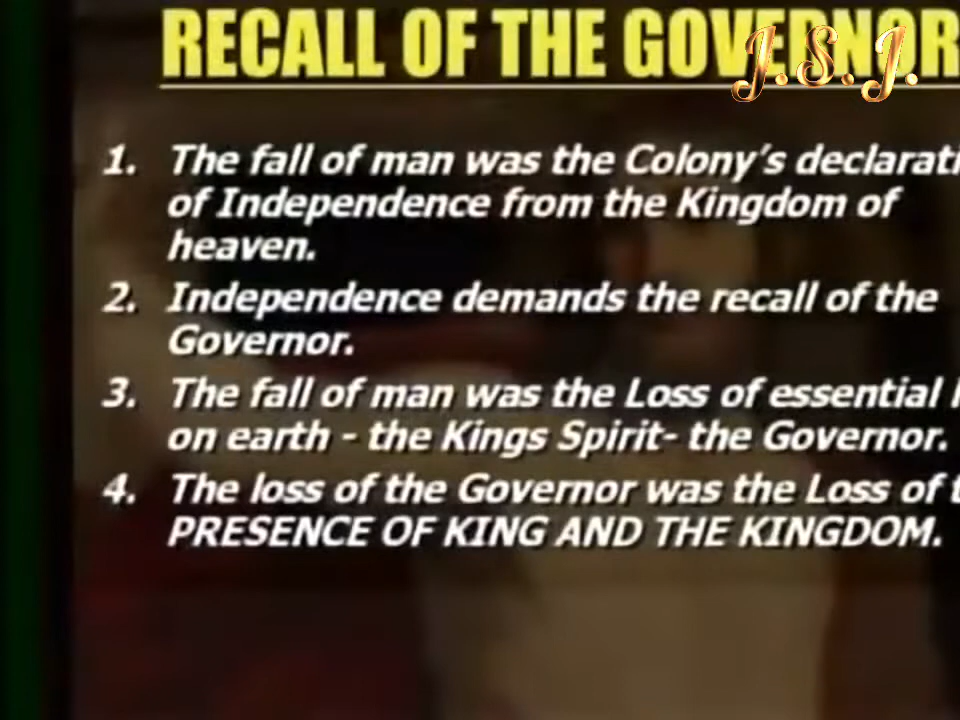 RECALL OF THE GOVERNOR
J.S.J.
1. The fall of man was the Colony's declarati
of Independence from the Kingdom of
heaven.
2. Independence demands the recall of the
Governor.
3. The fall of man was the Loss of essential
on earth - the Kings Spirit- the Governor.
4. The loss of the Governor was the Loss of t
PRESENCE OF KING AND THE KINGDOM.